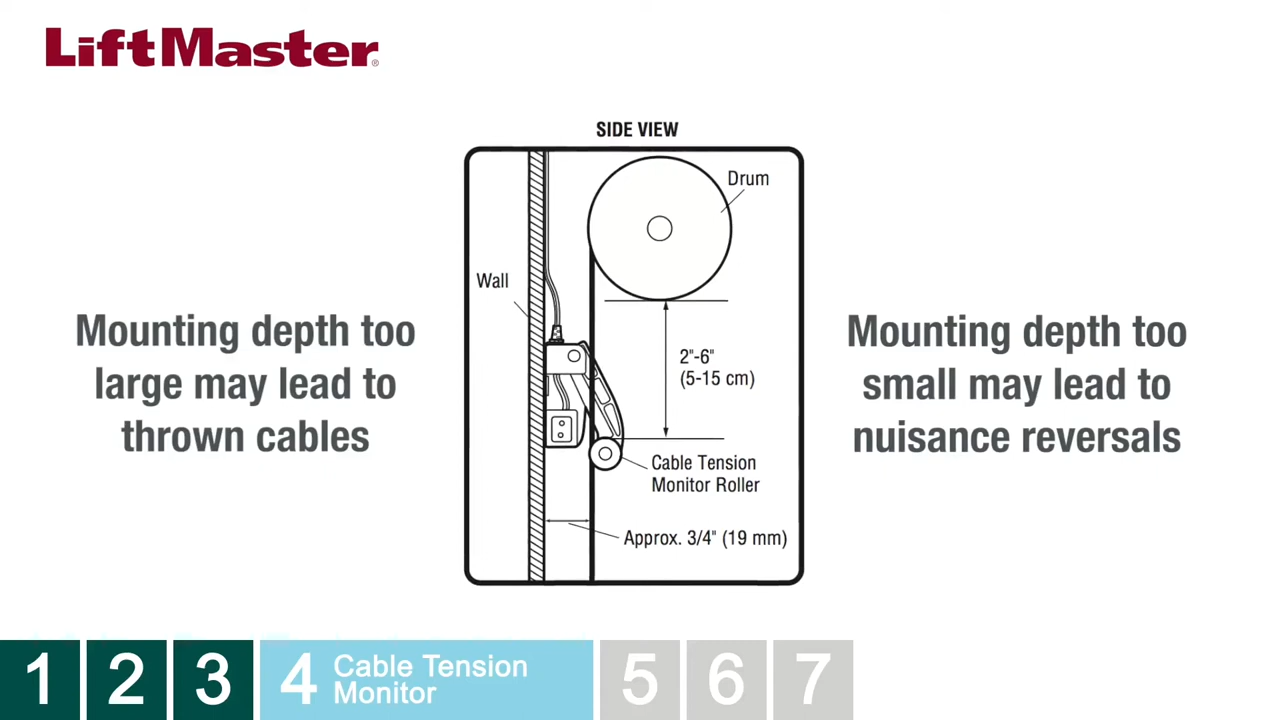 LiftMaster®
SIDE VIEW
Drum
Wall
2"-6"
(5-15 cm)
Cable Tension
Monitor Roller
Approx. 3/4" (19 mm)
Mounting depth too
large may lead to
thrown cables
Mounting depth too
small may lead to
nuisance reversals
1 2 3 4 Cable Tension
Monitor
5 6 7